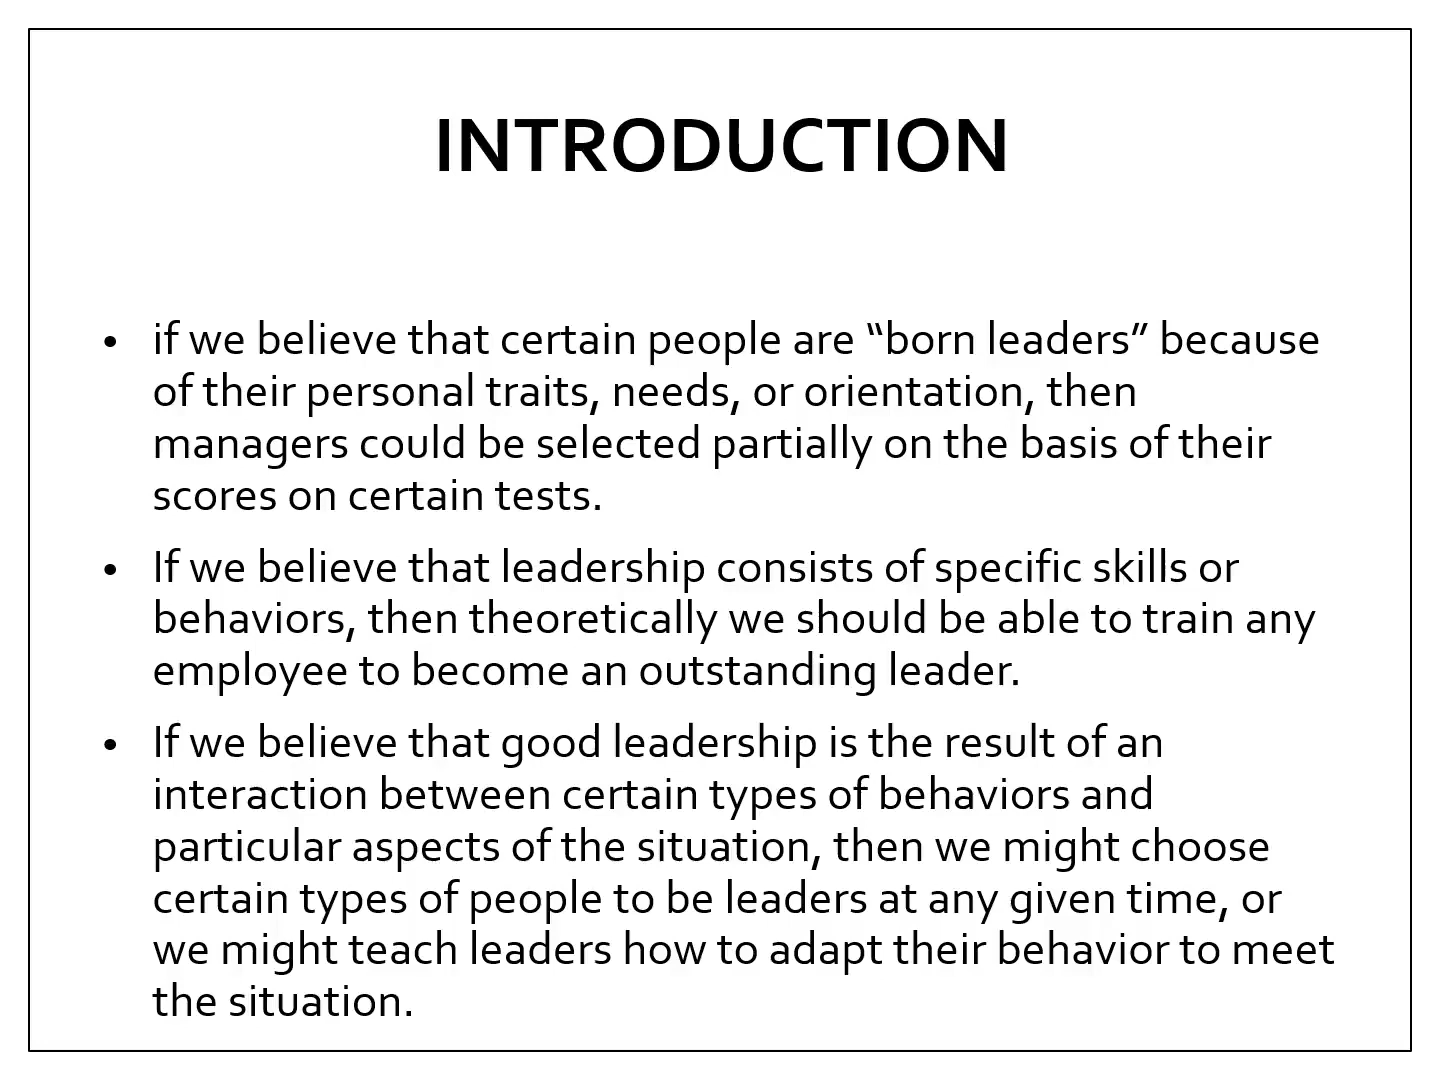 INTRODUCTION
• if we believe that certain people are “born leaders” because
of their personal traits, needs, or orientation, then
managers could be selected partially on the basis of their
scores on certain tests.
• If we believe that leadership consists of specific skills or
behaviors, then theoretically we should be able to train any
employee to become an outstanding leader.
• If we believe that good leadership is the result of an
interaction between certain types of behaviors and
particular aspects of the situation, then we might choose
certain types of people to be leaders at any given time, or
we might teach leaders how to adapt their behavior to meet
the situation.